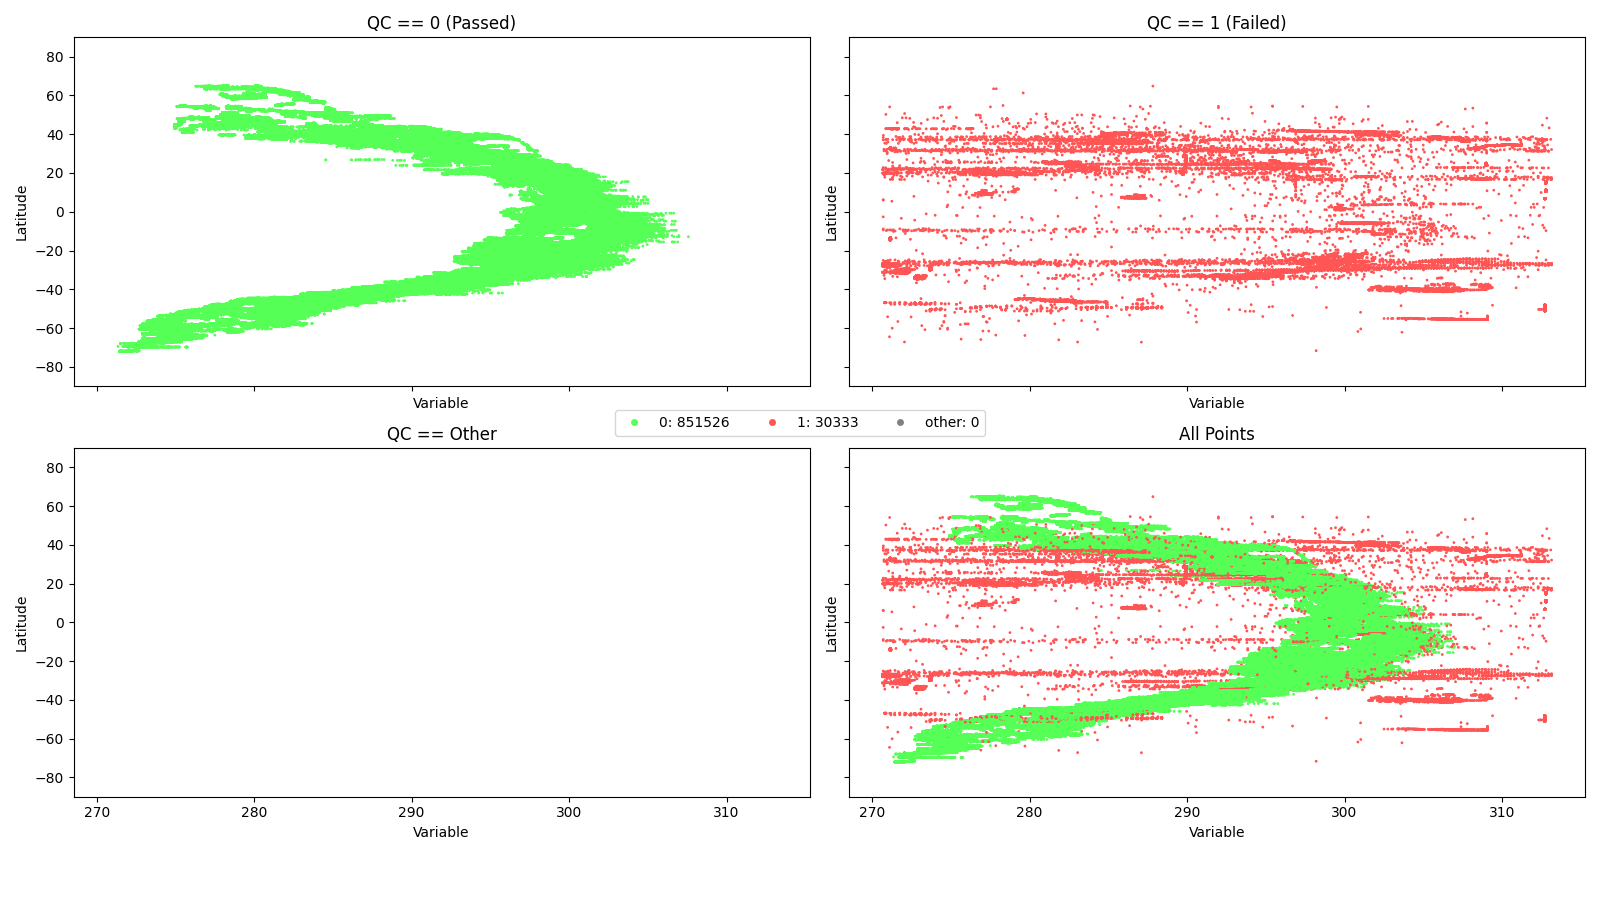 QC == 0 (Passed)
80
60
40
20
0
−20
−40
−60
−80
Latitude
Variable
QC == 1 (Failed)
Latitude
Variable
0: 851526 1: 30333 other: 0
QC == Other
80
60
40
20
0
−20
−40
−60
−80
Latitude
270 280 290 300 310
Variable
All Points
Latitude
270 280 290 300 310
Variable